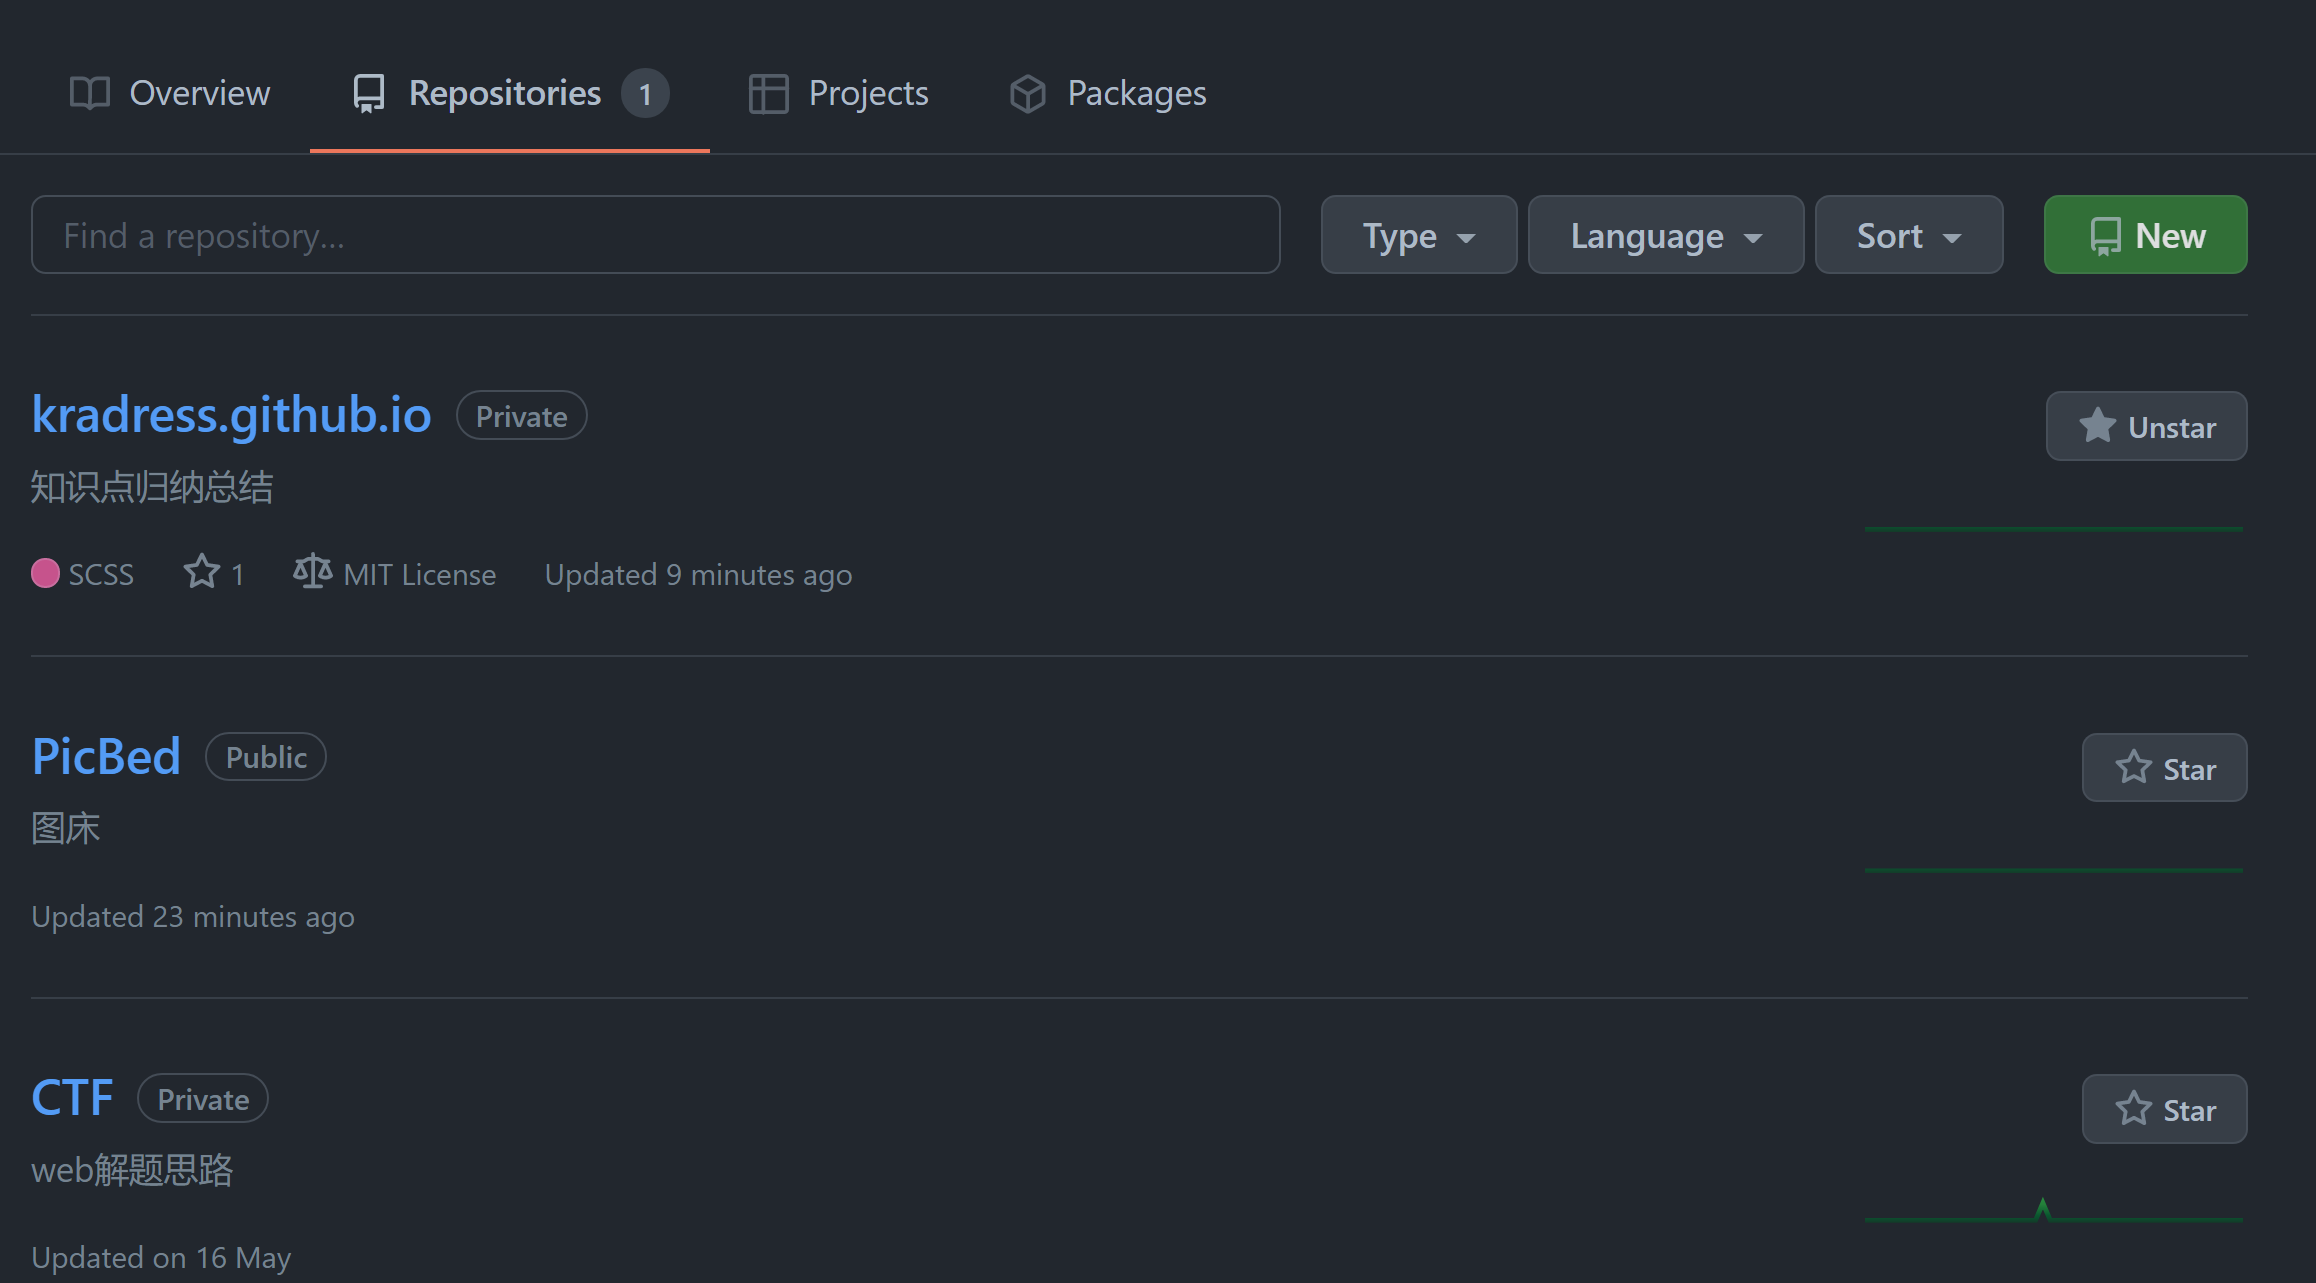 Overview Repositories 1 Projects Packages
Find a repository... Type Language Sort New
kradress.github.io Private Unstar
知识点归纳总结
SCSS 1 MIT License Updated 9 minutes ago
PicBed Public Star
图床
Updated 23 minutes ago
CTF Private Star
web解题思路
Updated on 16 May